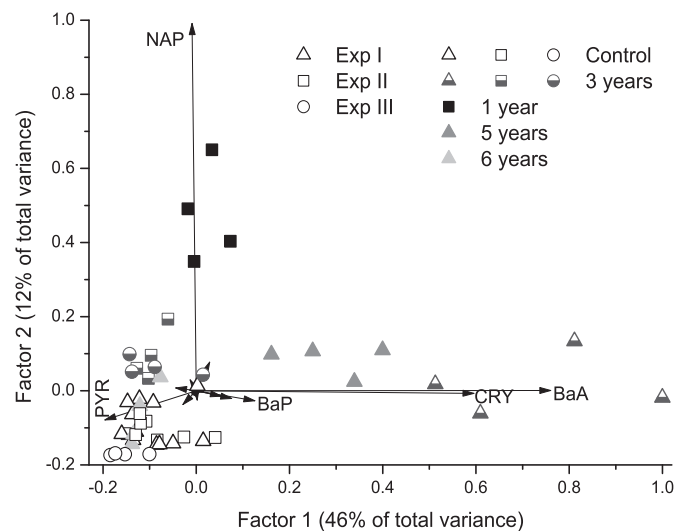 1.0
0.8
0.6
0.4
0.2
0.0
-0.2
Factor 2 (12% of total variance)
NAP
Exp I
Exp II
Exp III
Control
3 years
1 year
5 years
6 years
PYR
BaP
CRY
BaA
-0.2 0.0 0.2 0.4 0.6 0.8 1.0
Factor 1 (46% of total variance)